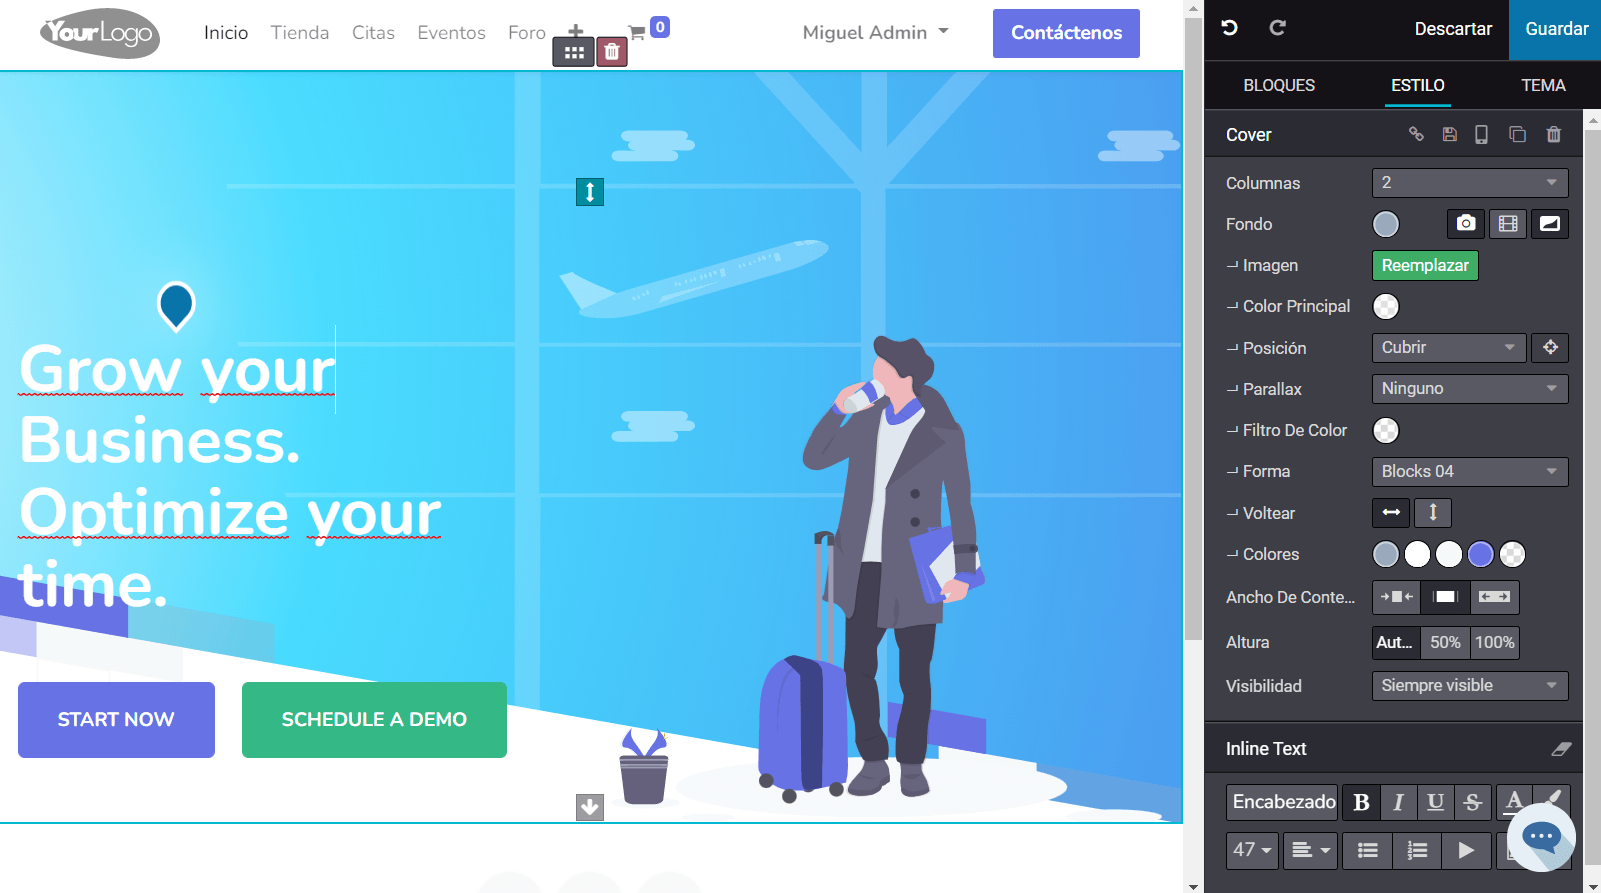 YourLogo
Inicio Tienda Citas Eventos Foro 0 Miguel Admin Contáctenos
Descartar Guardar
BLOQUES ESTILO TEMA
Cover
Columnas 2
Fondo
Imagen Reemplazar
Color Principal
Posición Cubrir
Parallax Ninguno
Filtro De Color
Forma Blocks 04
Voltear
Colores
Ancho De Conte...
Altura Aut... 50% 100%
Visibilidad Siempre visible
Inline Text
Encabezado B I U S A
47
Grow your
Business.
Optimize your
time.
START NOW SCHEDULE A DEMO